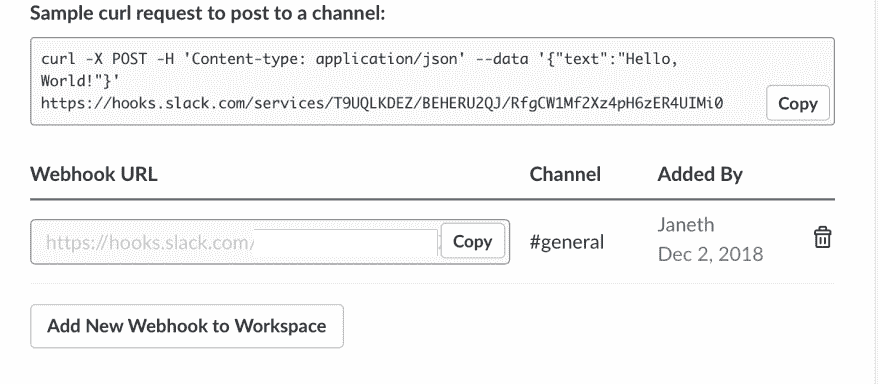 Sample curl request to post to a channel:
curl -X POST -H 'Content-type: application/json' --data '{"text":"Hello,
World!"}'
https://hooks.slack.com/services/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
Copy
Webhook URL Channel Added By
https://hooks.slack.com/ Copy #general Janeth
Dec 2, 2018
Add New Webhook to Workspace